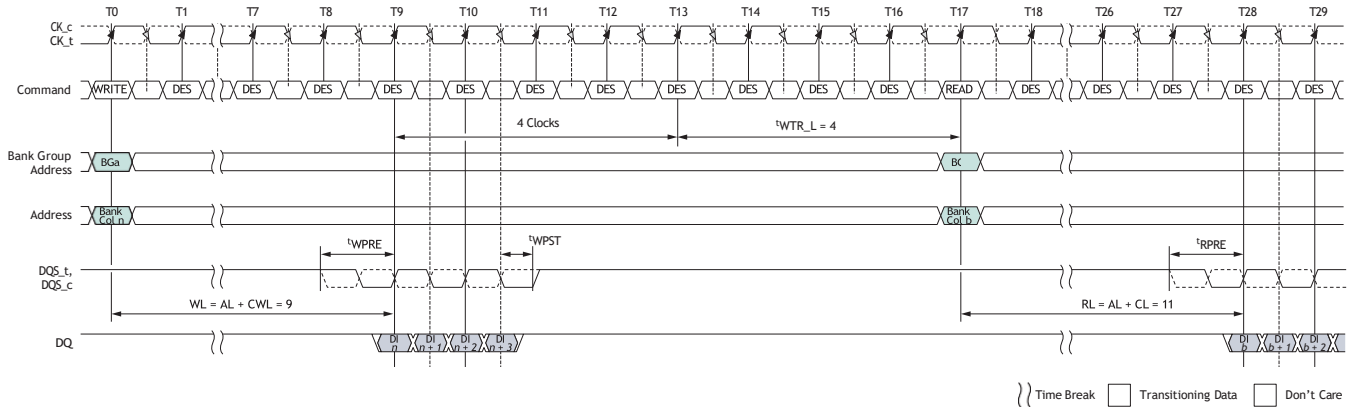 T0 T1 T7 T8 T9 T10 T11 T12 T13 T14 T15 T16 T17 T18 T26 T27 T28 T29
CK_c
CK_t
Command WRITE DES DES DES DES DES DES DES DES DES DES DES READ DES DES DES DES DES
4 Clocks tWTR_L = 4
Bank Group
Address
BGa
Address
Bank
Col n
Bank
Col b
tWPRE tWPST tRPRE
DQS_t,
DQS_c
WL = AL + CWL = 9 RL = AL + CL = 11
DQ
DI DI DI DI DI DI DI
n n + 1 n + 2 n + 3 b b + 1 b + 2
Time Break Transitioning Data Don't Care